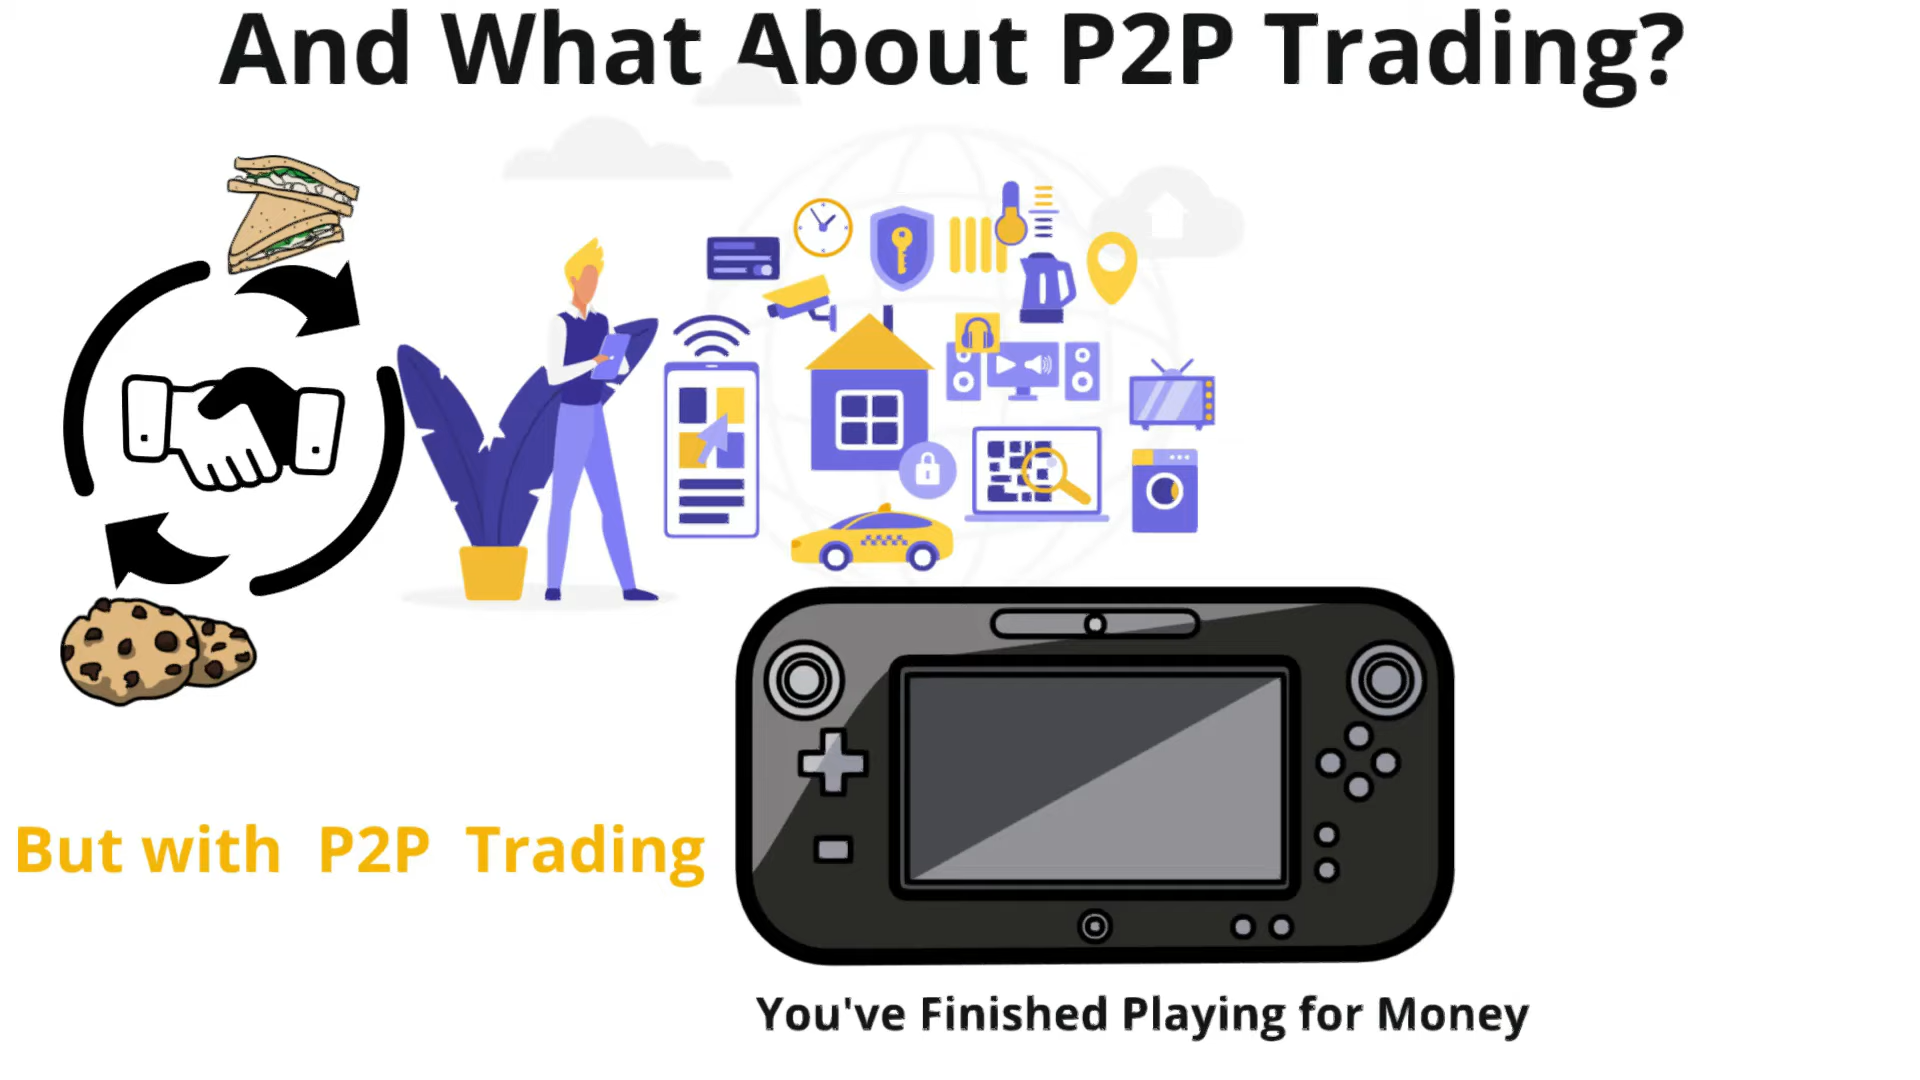 And What About P2P Trading?
But with P2P Trading
You've Finished Playing for Money